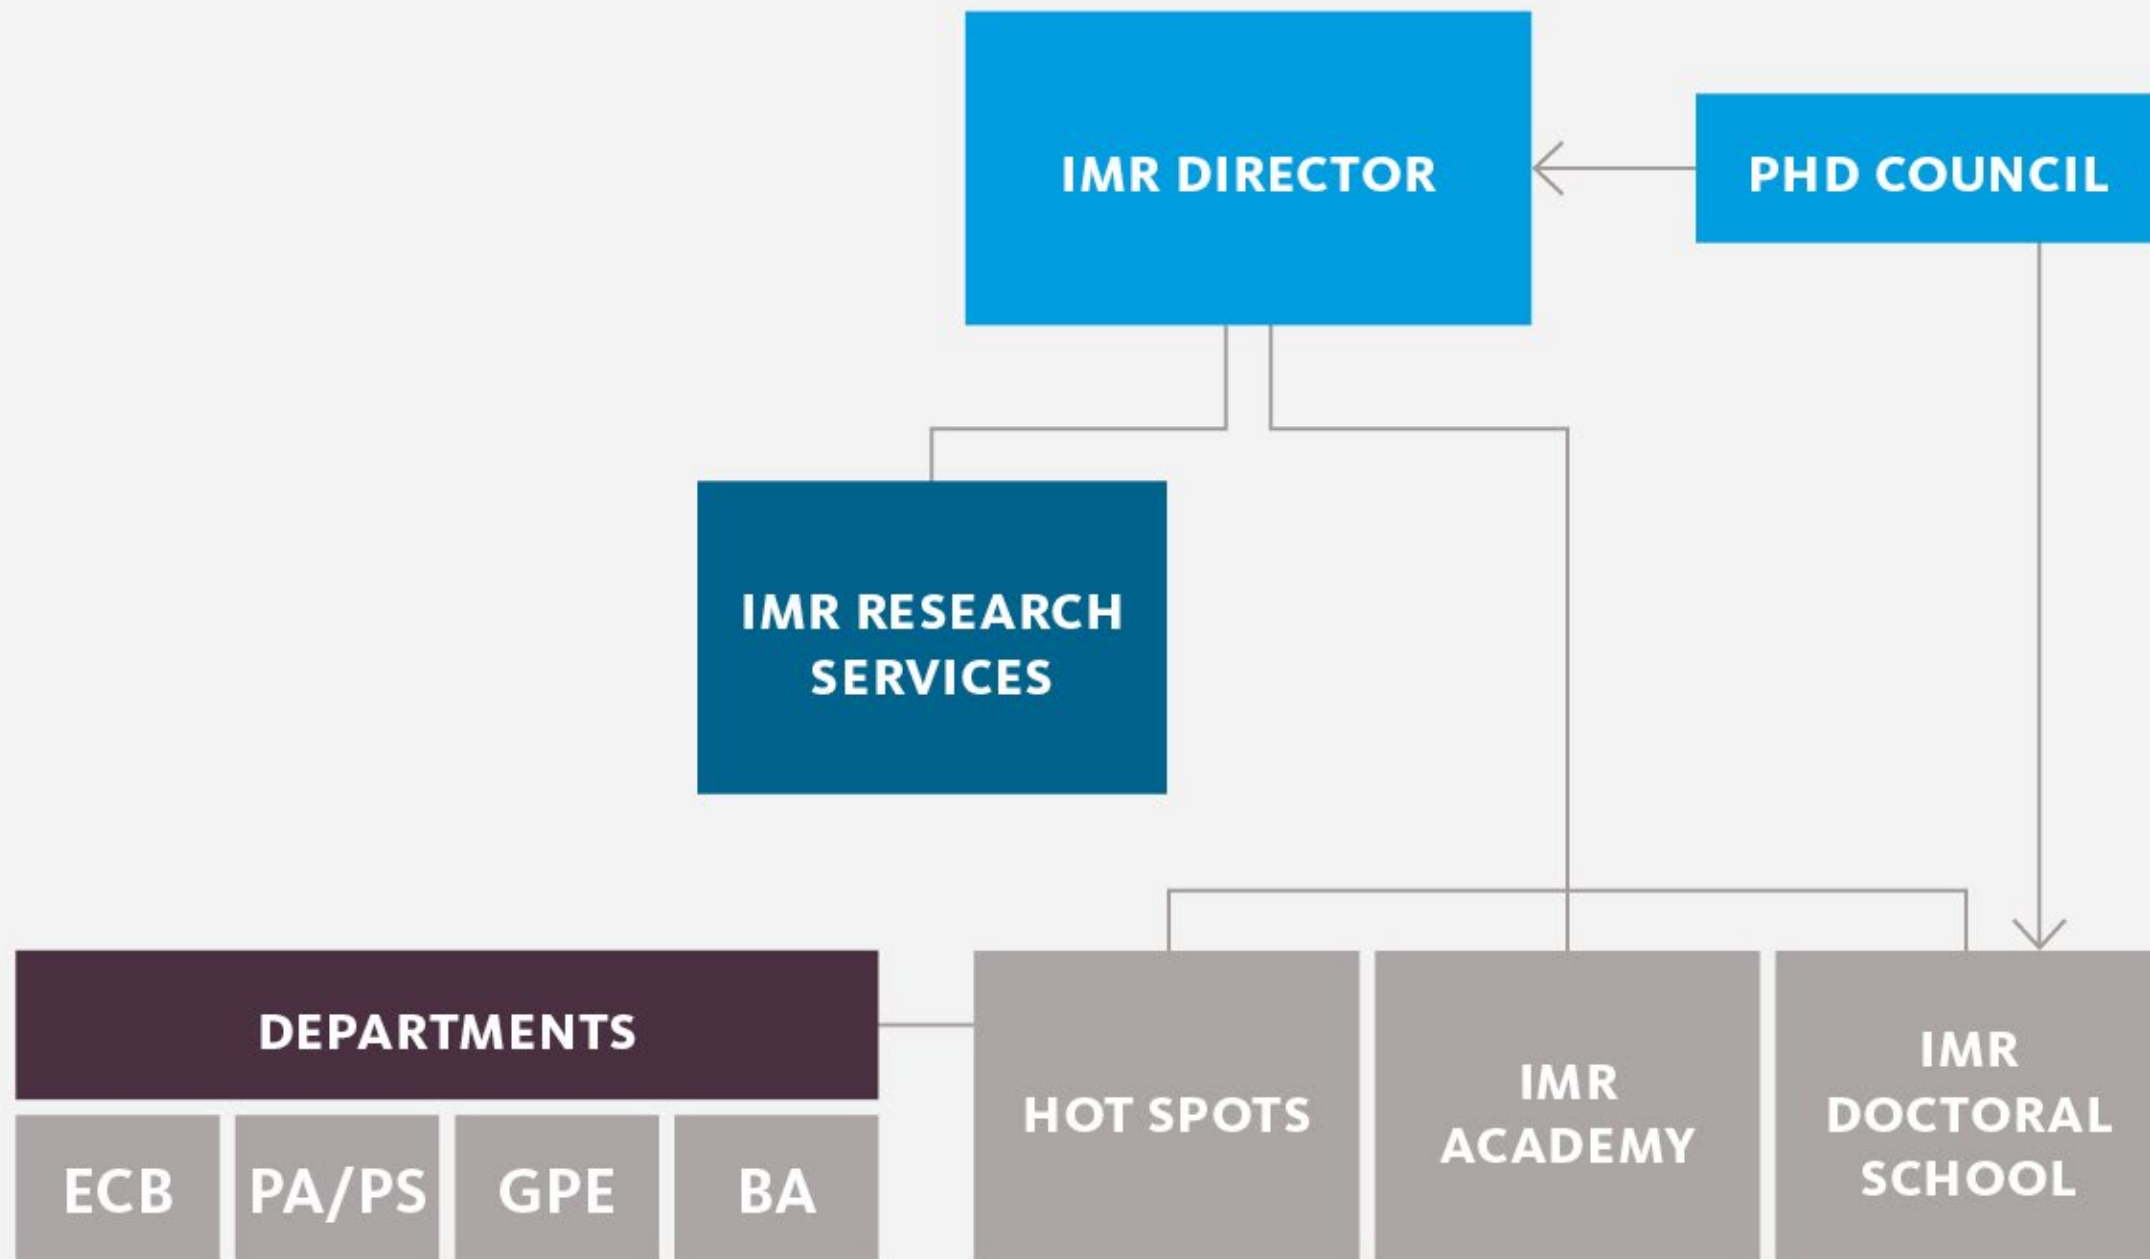 IMR DIRECTOR
PHD COUNCIL
IMR RESEARCH
SERVICES
DEPARTMENTS
ECB
PA/PS
GPE
BA
HOT SPOTS
IMR
ACADEMY
IMR
DOCTORAL
SCHOOL